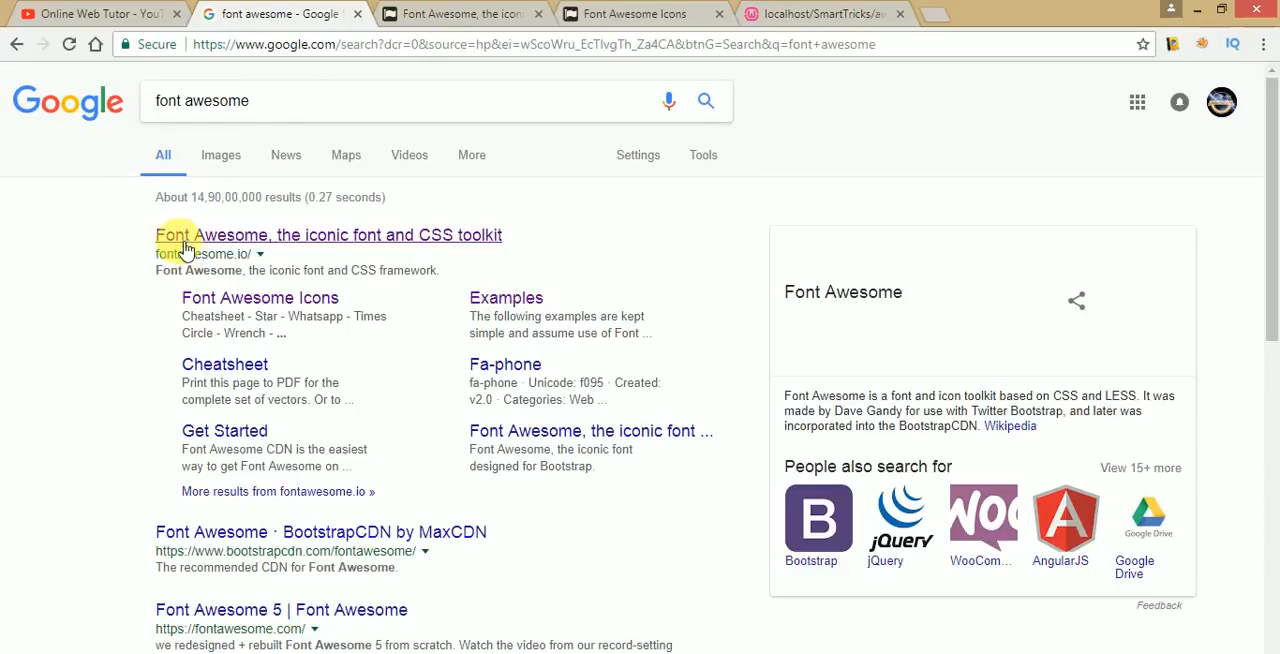 Online Web Tutor - YouT
font awesome - Google
Font Awesome, the icon
Font Awesome Icons
localhost/SmartTricks/aw
Secure
https://www.google.com/search?dcr=0&source=hp&ei=wScoWru_EcTlvgTh_Za4CA&btnG=Search&q=font+awesome
IQ
Google
font awesome
All Images News Maps Videos More Settings Tools
About 14,90,00,000 results (0.27 seconds)
Font Awesome, the iconic font and CSS toolkit
fontawesome.io/
Font Awesome, the iconic font and CSS framework.
Font Awesome Icons
Cheatsheet - Star - Whatsapp - Times
Circle - Wrench - ...
Examples
The following examples are kept
simple and assume use of Font ...
Cheatsheet
Print this page to PDF for the
complete set of vectors. Or to ...
Fa-phone
fa-phone · Unicode: f095 · Created:
v2.0 · Categories: Web ...
Get Started
Font Awesome CDN is the easiest
way to get Font Awesome on ...
Font Awesome, the iconic font ...
Font Awesome, the iconic font
designed for Bootstrap.
More results from fontawesome.io »
Font Awesome · BootstrapCDN by MaxCDN
https://www.bootstrapcdn.com/fontawesome/
The recommended CDN for Font Awesome.
Font Awesome 5 | Font Awesome
https://fontawesome.com/
we redesigned + rebuilt Font Awesome 5 from scratch. Watch the video from our record-setting
Font Awesome
Font Awesome is a font and icon toolkit based on CSS and LESS. It was
made by Dave Gandy for use with Twitter Bootstrap, and later was
incorporated into the BootstrapCDN. Wikipedia
People also search for
View 15+ more
B
jQuery
WOO
A
Google Drive
Bootstrap
jQuery
WooCom...
AngularJS
Google
Drive
Feedback